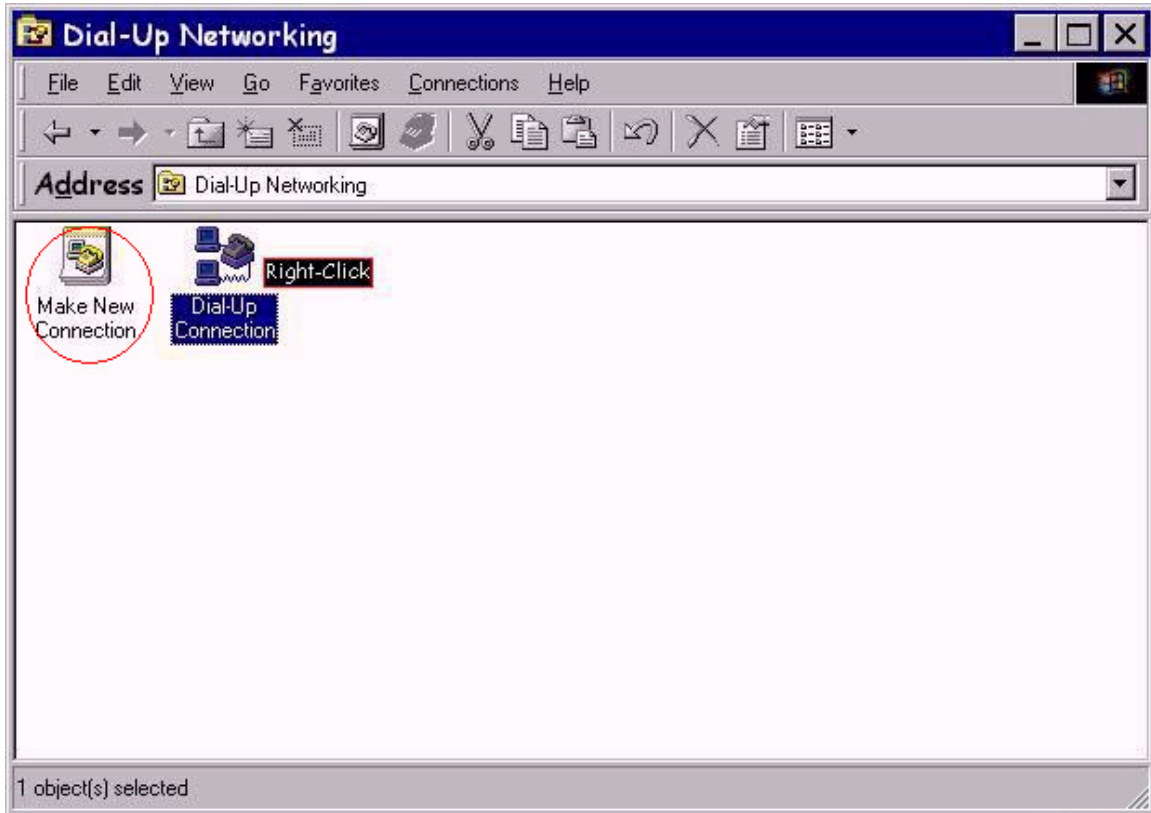 Dial-Up Networking
File Edit View Go Favorites Connections Help
Address Dial-Up Networking
Right-Click
Make New
Connection
Dial-Up
Connection
1 object(s) selected